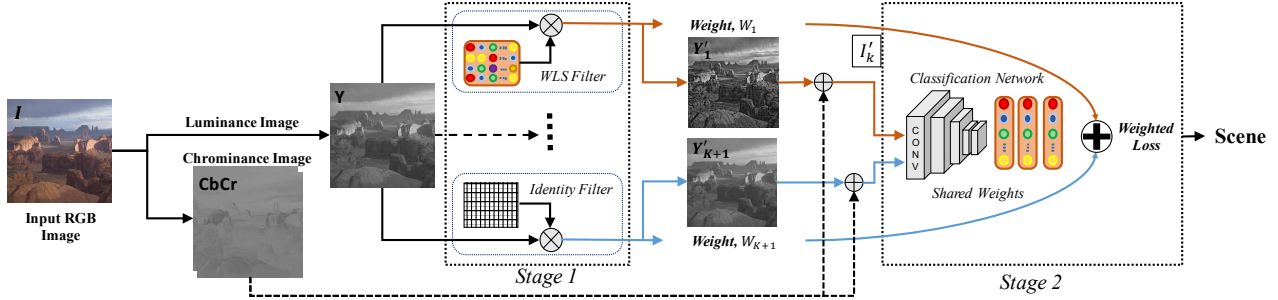 I
Input RGB
Image
Luminance Image
Chrominance Image
CbCr
Y
WLS Filter
Identity Filter
Stage 1
Weight, W₁
Y′₁
Y′ₖ₊₁
Weight, Wₖ₊₁
I′ₖ
Classification Network
CONV
Shared Weights
Weighted
Loss
Stage 2
Scene